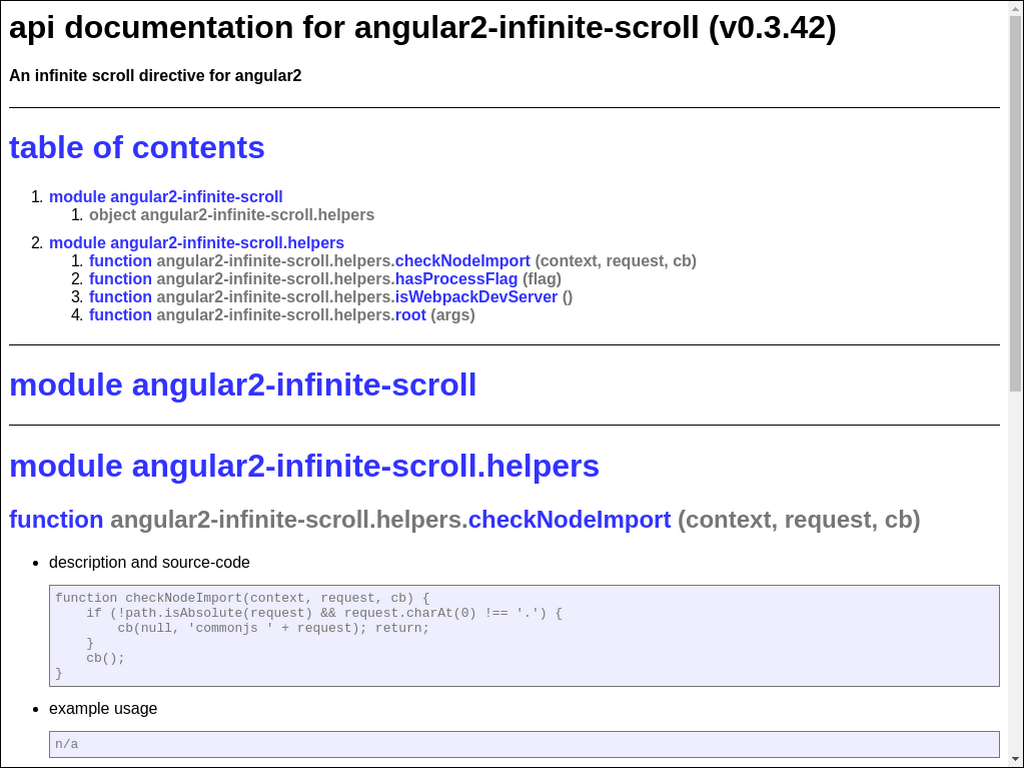 api documentation for angular2-infinite-scroll (v0.3.42)
An infinite scroll directive for angular2
table of contents
1. module angular2-infinite-scroll
1. object angular2-infinite-scroll.helpers
2. module angular2-infinite-scroll.helpers
1. function angular2-infinite-scroll.helpers.checkNodeImport (context, request, cb)
2. function angular2-infinite-scroll.helpers.hasProcessFlag (flag)
3. function angular2-infinite-scroll.helpers.isWebpackDevServer ()
4. function angular2-infinite-scroll.helpers.root (args)
module angular2-infinite-scroll
module angular2-infinite-scroll.helpers
function angular2-infinite-scroll.helpers.checkNodeImport (context, request, cb)
• description and source-code
function checkNodeImport(context, request, cb) {
    if (!path.isAbsolute(request) && request.charAt(0) !== '.') {
        cb(null, 'commonjs ' + request); return;
    }
    cb();
}
• example usage
n/a